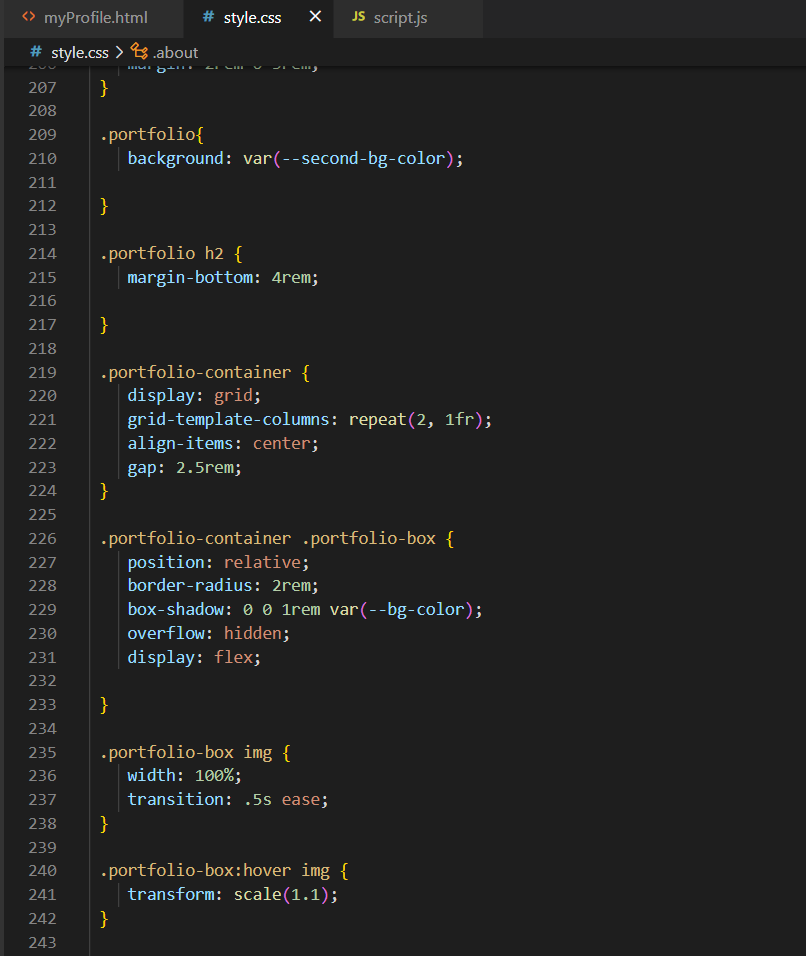 <> myProfile.html # style.css × JS script.js
# style.css > .about
206 margin: 2rem 0 3rem;
207 }
208
209 .portfolio{
210 background: var(--second-bg-color);
211
212 }
213
214 .portfolio h2 {
215 margin-bottom: 4rem;
216
217 }
218
219 .portfolio-container {
220 display: grid;
221 grid-template-columns: repeat(2, 1fr);
222 align-items: center;
223 gap: 2.5rem;
224 }
225
226 .portfolio-container .portfolio-box {
227 position: relative;
228 border-radius: 2rem;
229 box-shadow: 0 0 1rem var(--bg-color);
230 overflow: hidden;
231 display: flex;
232
233 }
234
235 .portfolio-box img {
236 width: 100%;
237 transition: .5s ease;
238 }
239
240 .portfolio-box:hover img {
241 transform: scale(1.1);
242 }
243